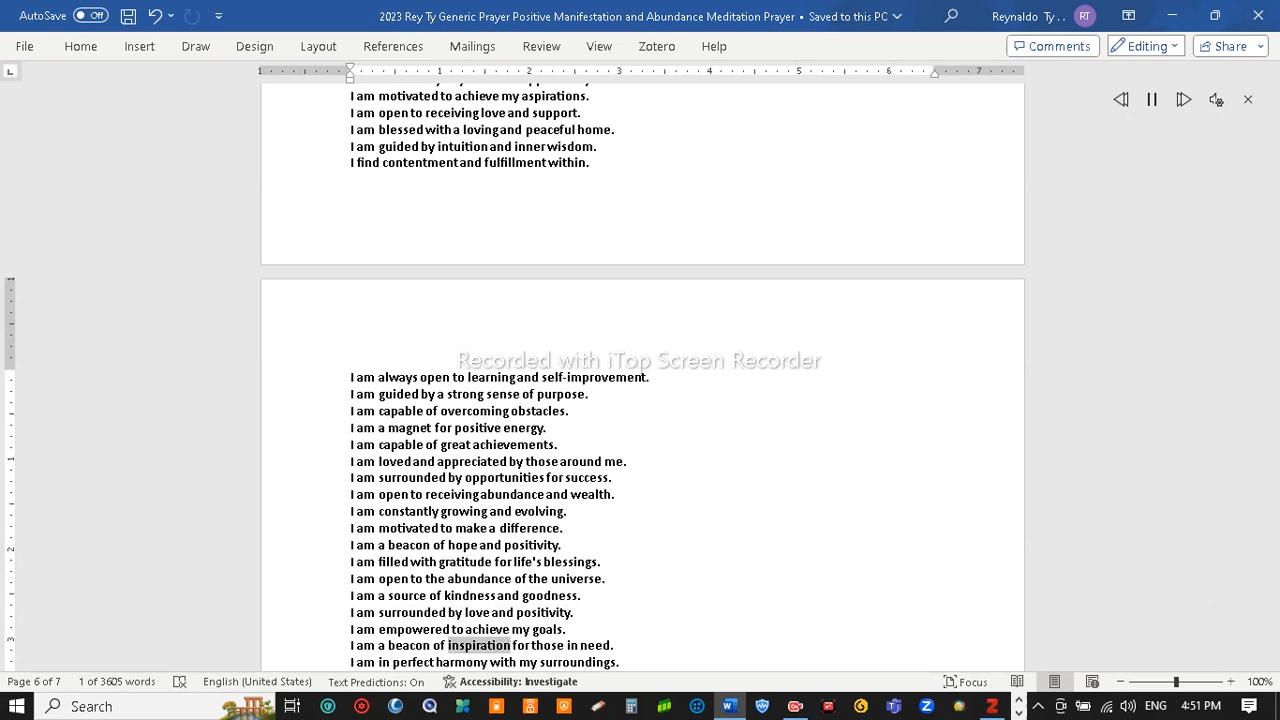 AutoSave Off 2023 Rey Ty Generic Prayer Positive Manifestation and Abundance Meditation Prayer • Saved to this PC Reynaldo Ty .. RT
File Home Insert Draw Design Layout References Mailings Review View Zotero Help Comments Editing Share
1 1 2 3 4 5 6 7
I am motivated to achieve my aspirations.
I am open to receiving love and support.
I am blessed with a loving and peaceful home.
I am guided by intuition and inner wisdom.
I find contentment and fulfillment within.
Recorded with iTop Screen Recorder
I am always open to learning and self-improvement.
I am guided by a strong sense of purpose.
I am capable of overcoming obstacles.
I am a magnet for positive energy.
I am capable of great achievements.
I am loved and appreciated by those around me.
I am surrounded by opportunities for success.
I am open to receiving abundance and wealth.
I am constantly growing and evolving.
I am motivated to make a difference.
I am a beacon of hope and positivity.
I am filled with gratitude for life's blessings.
I am open to the abundance of the universe.
I am a source of kindness and goodness.
I am surrounded by love and positivity.
I am empowered to achieve my goals.
I am a beacon of inspiration for those in need.
I am in perfect harmony with my surroundings.
Page 6 of 7 1 of 3605 words English (United States) Text Predictions: On Accessibility: Investigate Focus 100%
Search 4:51 PM